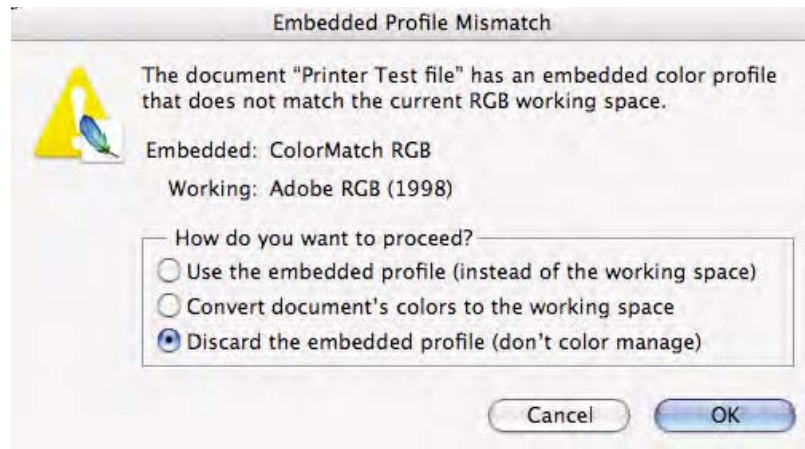 Embedded Profile Mismatch
The document “Printer Test file” has an embedded color profile
that does not match the current RGB working space.
Embedded: ColorMatch RGB
Working: Adobe RGB (1998)
How do you want to proceed?
Use the embedded profile (instead of the working space)
Convert document's colors to the working space
Discard the embedded profile (don't color manage)
Cancel OK